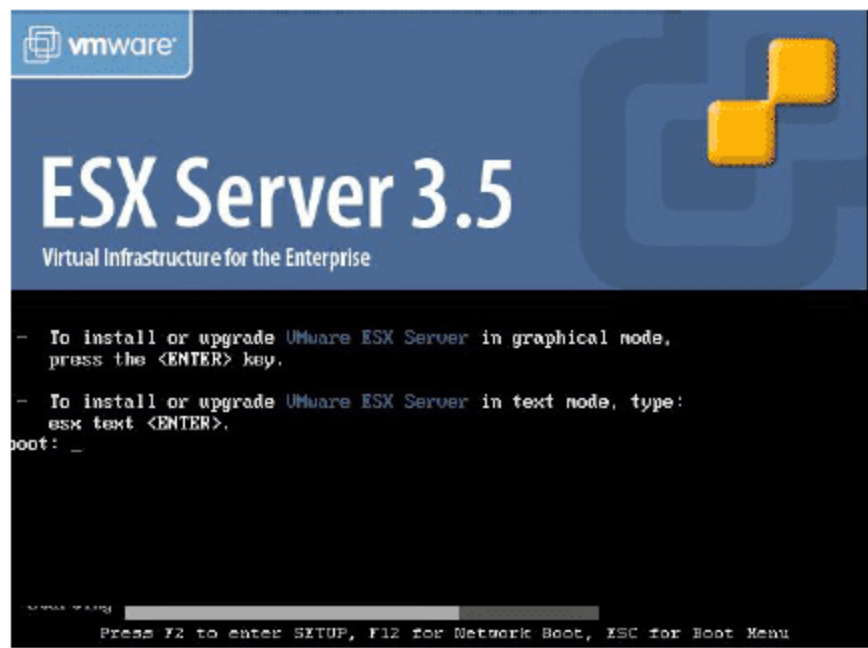 vmware
ESX Server 3.5
Virtual Infrastructure for the Enterprise
- To install or upgrade VMware ESX Server in graphical mode,
press the <ENTER> key.
- To install or upgrade VMware ESX Server in text mode, type:
esx text <ENTER>.
boot: _
Press F2 to enter SETUP, F12 for Network Boot, ESC for Boot Menu